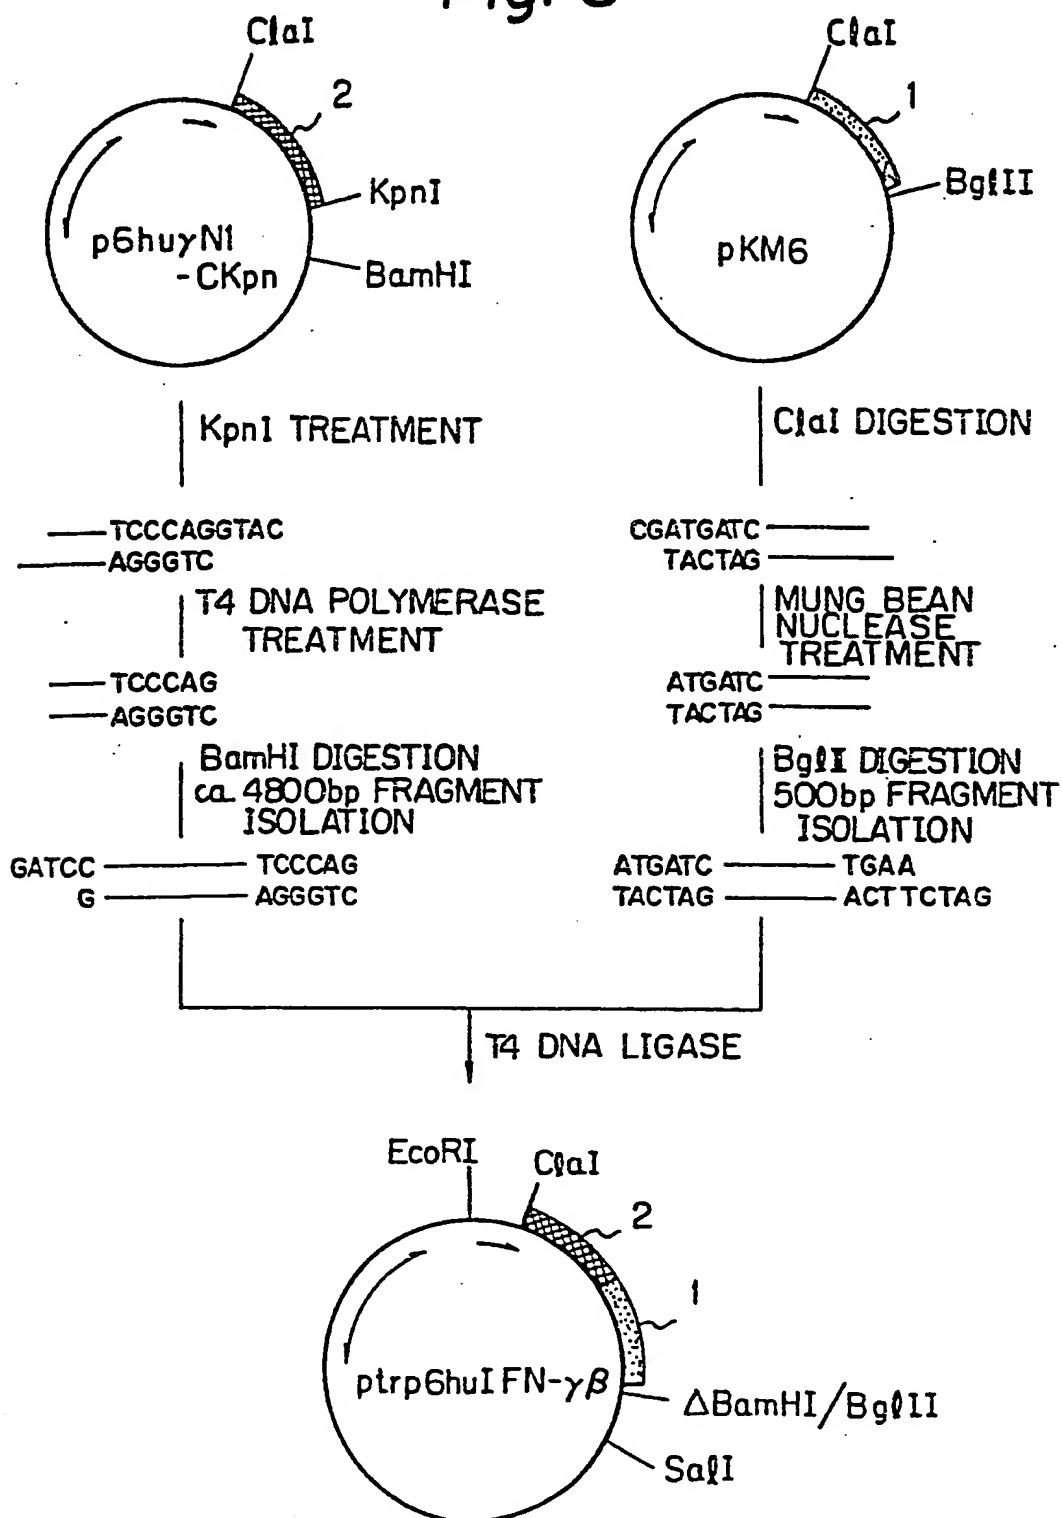 ClaI
2
KpnI
BamHI
p6huγN1
-CKpn
ClaI
1
BglII
pKM6
KpnI TREATMENT
ClaI DIGESTION
TCCCAGGTAC
AGGGTC
CGATGATC
TACTAG
T4 DNA POLYMERASE
TREATMENT
MUNG BEAN
NUCLEASE
TREATMENT
TCCCAG
AGGGTC
ATGATC
TACTAG
BamHI DIGESTION
ca. 4800bp FRAGMENT
ISOLATION
BglI DIGESTION
500bp FRAGMENT
ISOLATION
GATCC TCCCAG
G AGGGTC
ATGATC TGAA
TACTAG ACTTCTAG
T4 DNA LIGASE
EcoRI
ClaI
2
1
ptrp6huIFN-γβ
ΔBamHI/BglII
SalI